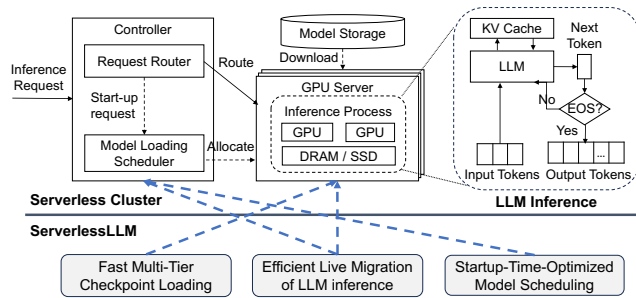 Controller
Request Router
Inference
Request
Start-up
request
Model Loading
Scheduler
Route
Allocate
Model Storage
Download
GPU Server
Inference Process
GPU
GPU
DRAM / SSD
KV Cache
Next
Token
LLM
No
EOS?
Yes
...
Input Tokens
Output Tokens
Serverless Cluster
LLM Inference
ServerlessLLM
Fast Multi-Tier
Checkpoint Loading
Efficient Live Migration
of LLM inference
Startup-Time-Optimized
Model Scheduling